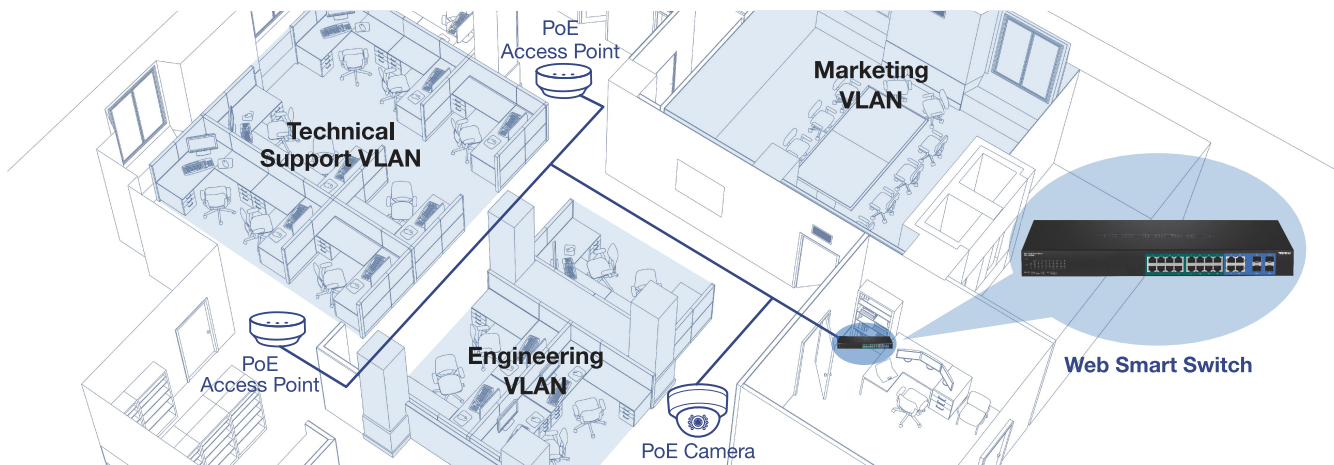 PoE
Access Point
Marketing
VLAN
Technical
Support VLAN
PoE
Access Point
Engineering
VLAN
Web Smart Switch
PoE Camera